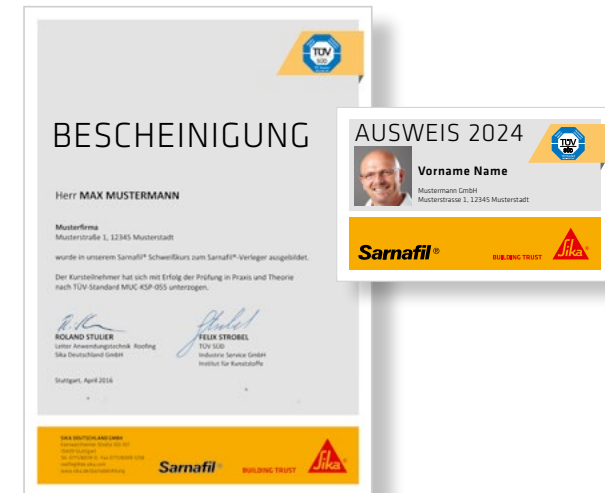 TÜV
SÜD
BESCHEINIGUNG
Herr MAX MUSTERMANN
Musterfirma
Musterstraße 1, 12345 Musterstadt
wurde in unserem Sarnafil® Schweißkurs zum Sarnafil®-Verleger ausgebildet.
Der Kursteilnehmer hat sich mit Erfolg der Prüfung in Praxis und Theorie
nach TÜV-Standard MUC-KSP-055 unterzogen.
ROLAND STULIER
Leiter Anwendungstechnik Roofing
Sika Deutschland GmbH
FELIX STROBEL
TÜV SÜD
Industrie Service GmbH
Institut für Kunststoffe
Stuttgart, April 2016
SIKA DEUTSCHLAND GMBH
Sarnafil®
BUILDING TRUST
Sika®
AUSWEIS 2024
TÜV
Vorname Name
Mustermann GmbH
Musterstrasse 1, 12345 Musterstadt
Sarnafil®
BUILDING TRUST
Sika®